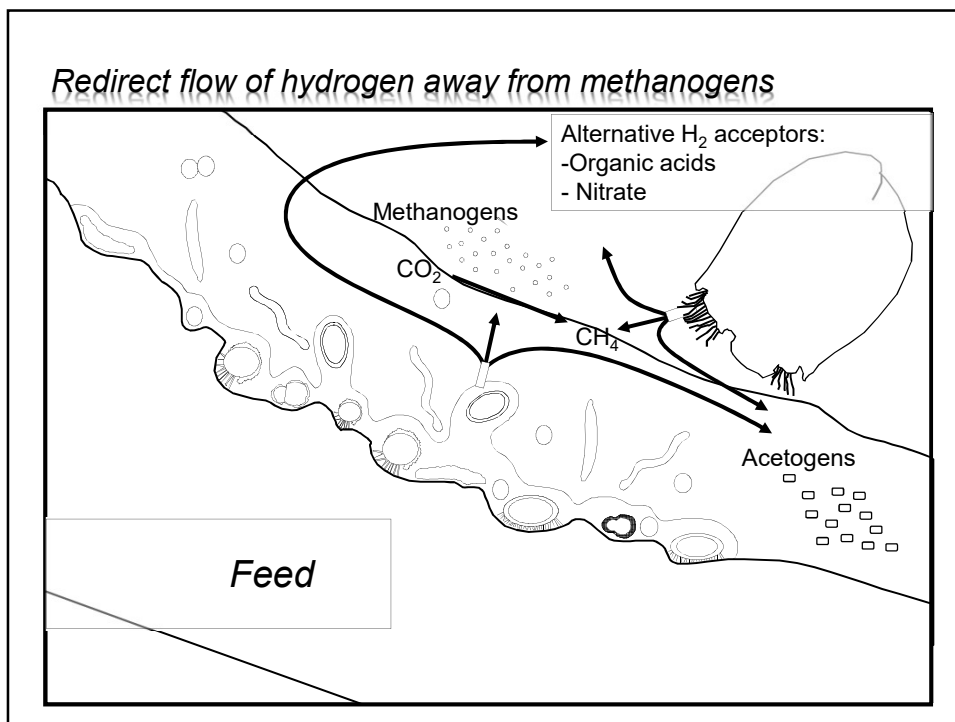 Redirect flow of hydrogen away from methanogens
Alternative H₂ acceptors:
-Organic acids
- Nitrate
Methanogens
CO₂
CH₄
Acetogens
Feed